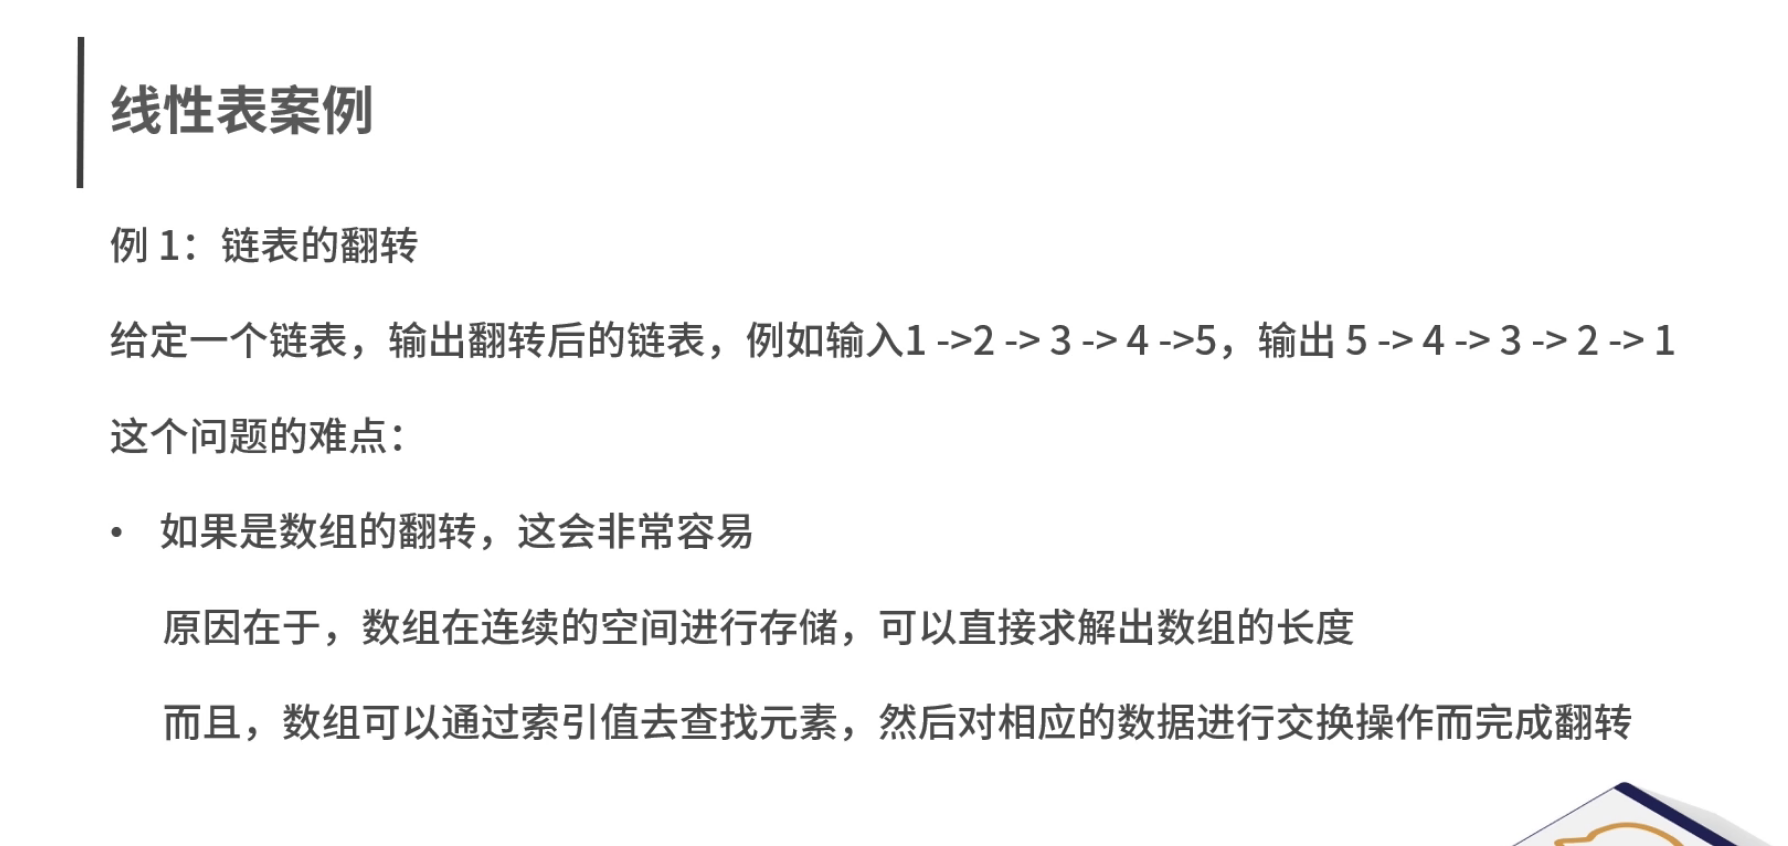 线性表案例
例 1：链表的翻转
给定一个链表，输出翻转后的链表，例如输入1 ->2 -> 3 -> 4 ->5，输出 5 -> 4 -> 3 -> 2 -> 1
这个问题的难点：
• 如果是数组的翻转，这会非常容易
原因在于，数组在连续的空间进行存储，可以直接求解出数组的长度
而且，数组可以通过索引值去查找元素，然后对相应的数据进行交换操作而完成翻转